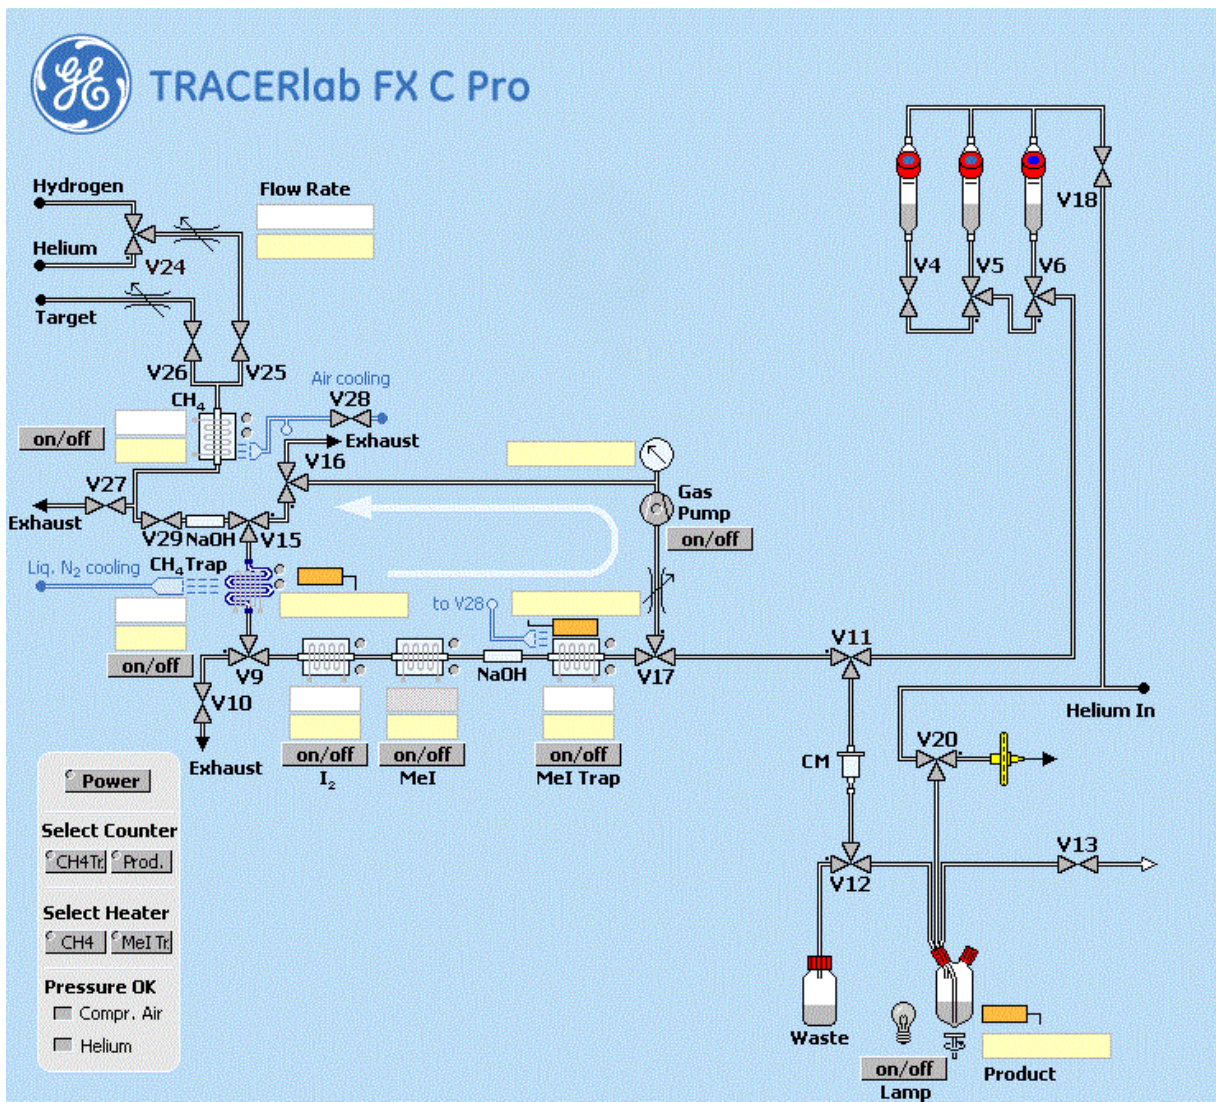 GE
TRACERlab FX C Pro
Hydrogen
Flow Rate
V24
Helium
Target
V26
V25
CH4
Air cooling
V28
on/off
Exhaust
V16
V27
Exhaust
V29
NaOH
V15
Gas
Pump
on/off
Liq. N2 cooling
CH4 Trap
to V28
on/off
V9
V10
Exhaust
NaOH
V17
V11
on/off
I2
on/off
MeI
on/off
MeI Trap
V18
V4
V5
V6
Helium In
V20
CM
V12
V13
Waste
on/off
Lamp
Product
Power
Select Counter
CH4Tr.
Prod.
Select Heater
CH4
MeI Tr.
Pressure OK
Compr. Air
Helium